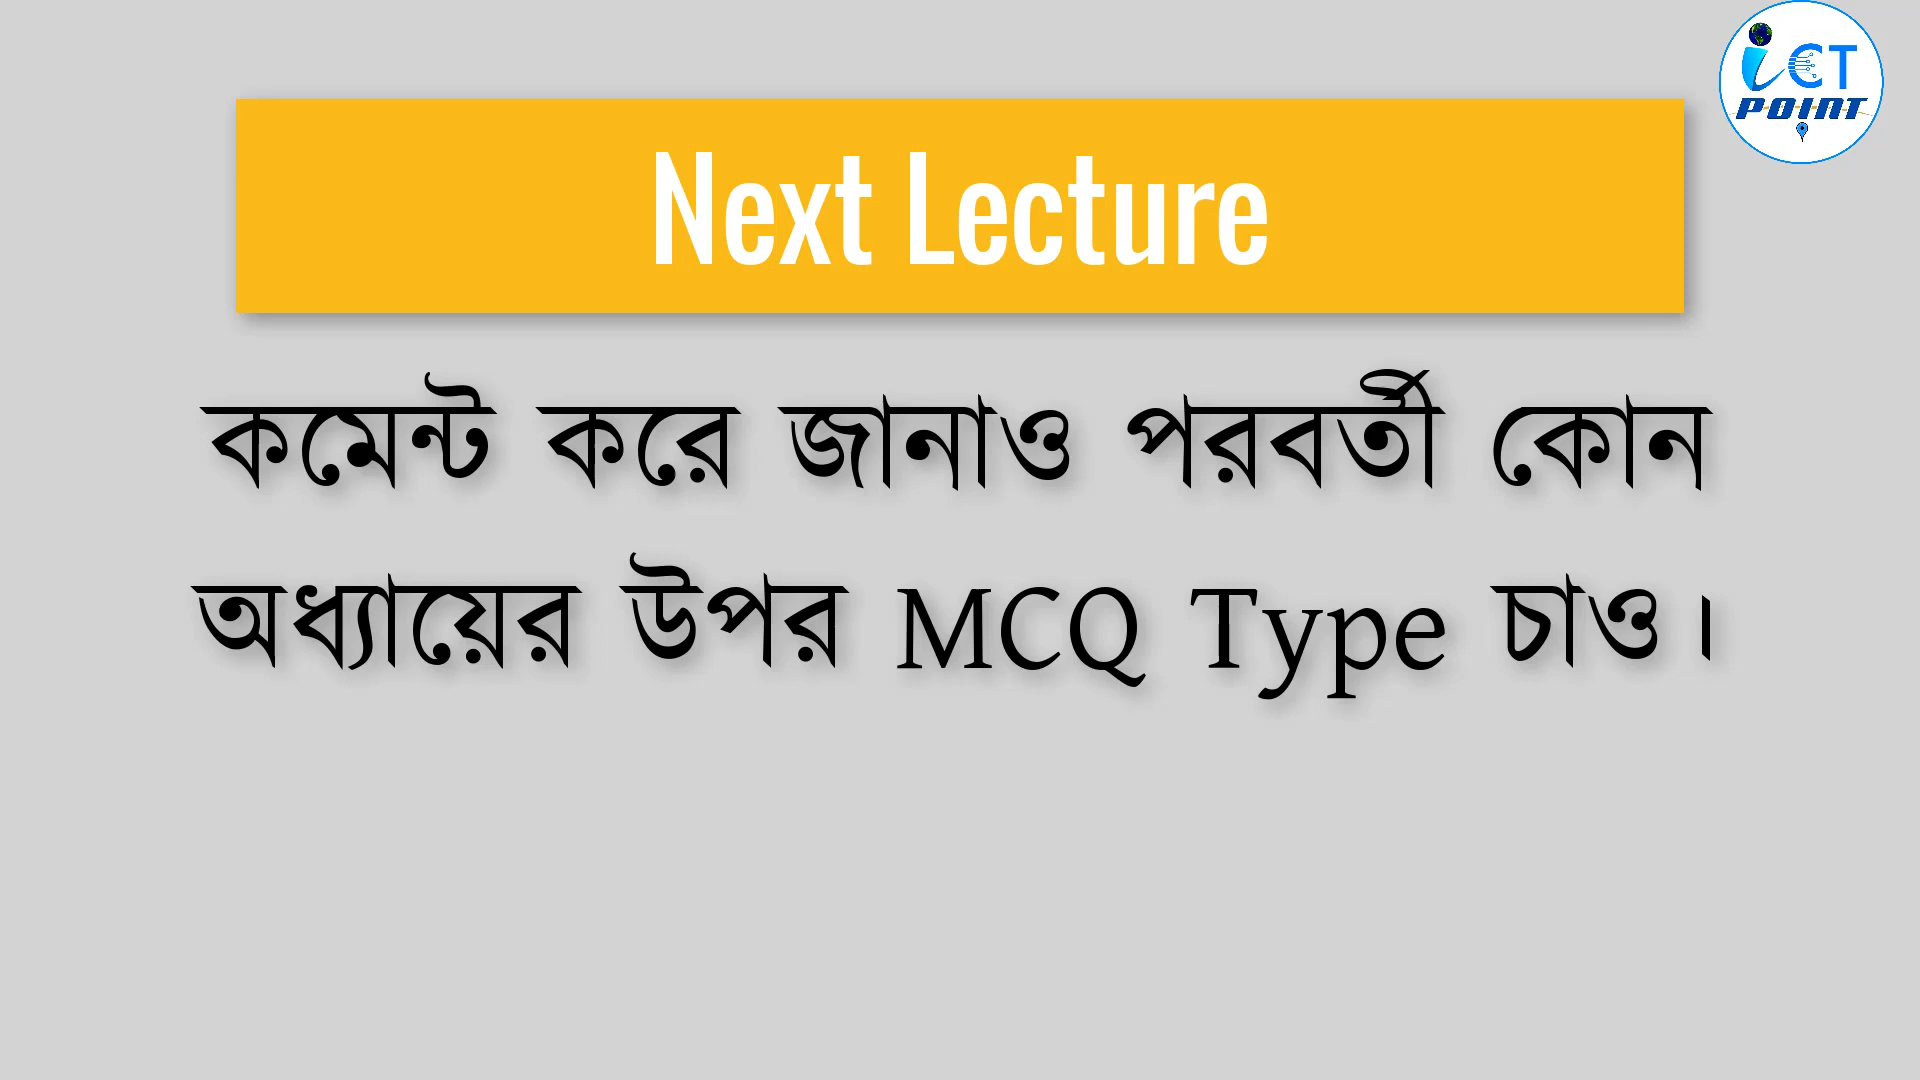 iCT
POINT
Next Lecture
কমেন্ট করে জানাও পরবর্তী কোন
অধ্যায়ের উপর MCQ Type চাও।